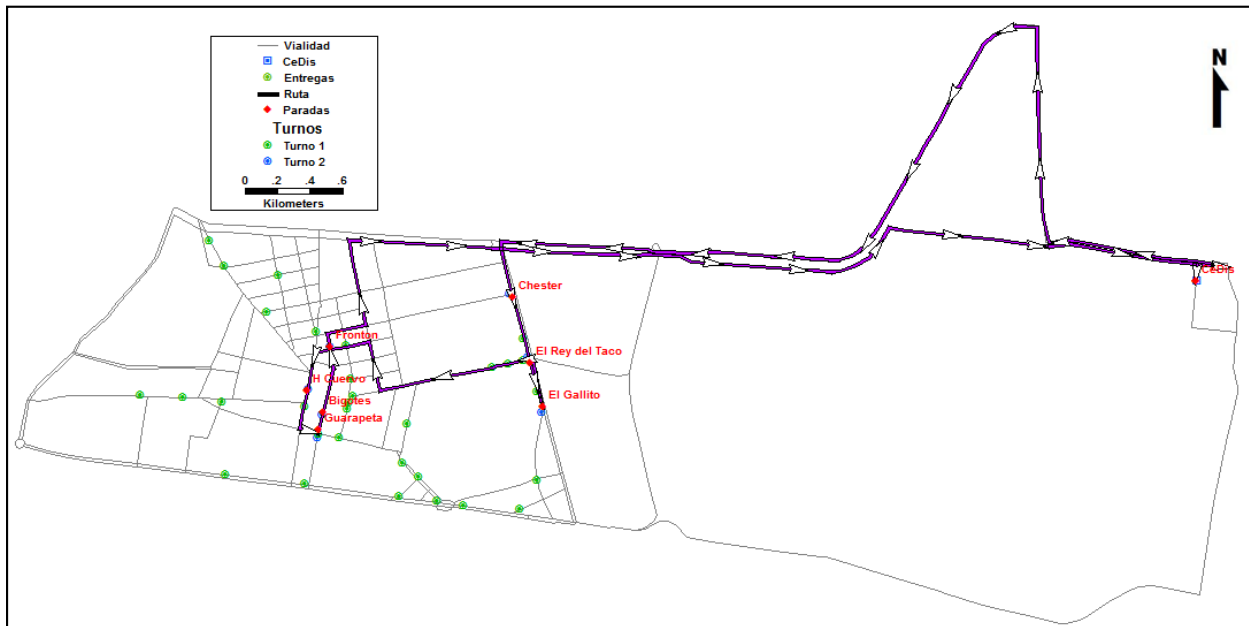 Vialidad
CeDis
Entregas
Ruta
Paradas
Turnos
Turno 1
Turno 2
0 .2 .4 .6
Kilometers
N
CeDis
Chester
Fronton
El Rey del Taco
H Cuervo
El Gallito
Bigotes
Guarapeta